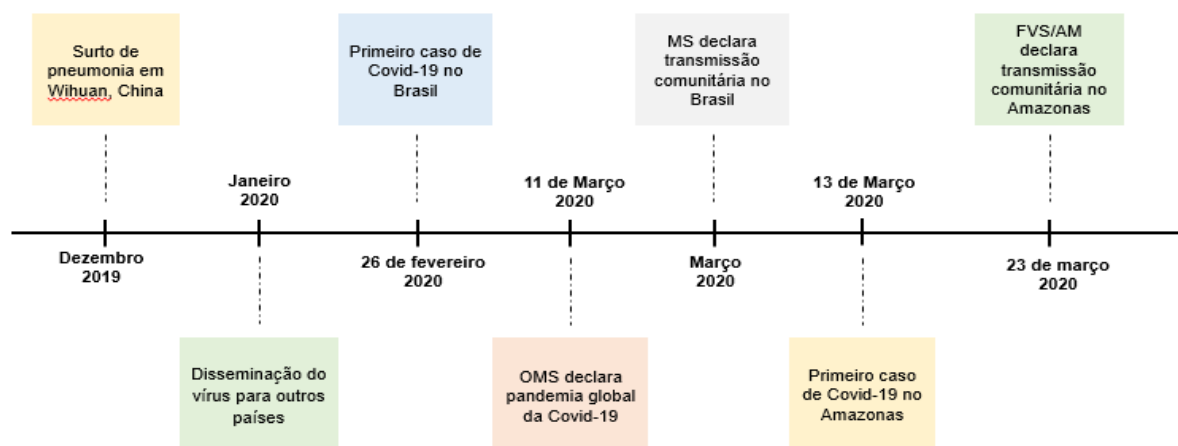 Surto de
pneumonia em
Wihuan, China
Primeiro caso de
Covid-19 no
Brasil
MS declara
transmissão
comunitária no
Brasil
FVS/AM
declara
transmissão
comunitária no
Amazonas
Janeiro
2020
11 de Março
2020
13 de Março
2020
Dezembro
2019
26 de fevereiro
2020
Março
2020
23 de março
2020
Disseminação do
vírus para outros
países
OMS declara
pandemia global
da Covid-19
Primeiro caso
de Covid-19 no
Amazonas